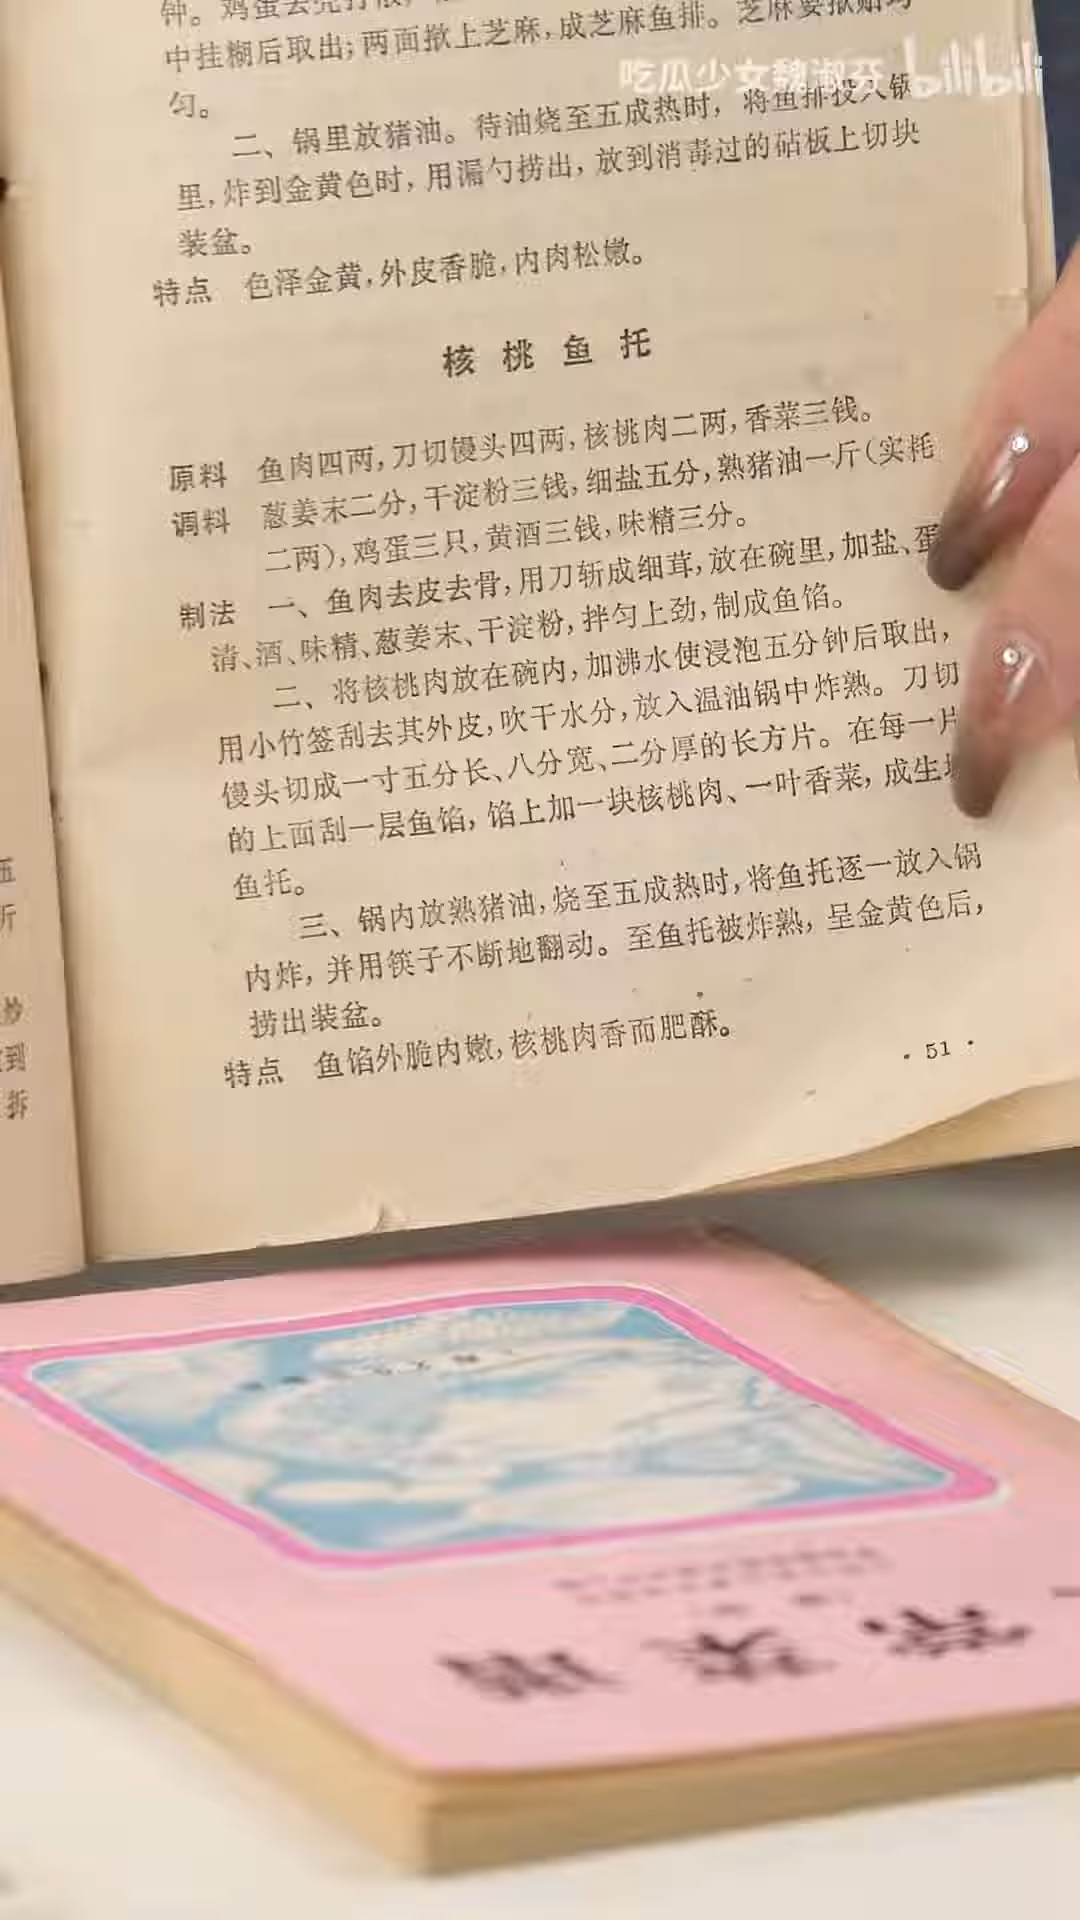 吃瓜少女魏淑芬 bilibili
钟。鸡蛋去壳打散，
中挂糊后取出；两面揿上芝麻，成芝麻鱼排。芝麻要揿贴均
匀。
二、锅里放猪油。待油烧至五成热时，将鱼排投入锅
里，炸到金黄色时，用漏勺捞出，放到消毒过的砧板上切块
装盆。
特点 色泽金黄，外皮香脆，内肉松嫩。
核桃鱼托
原料 鱼肉四两，刀切馒头四两，核桃肉二两，香菜三钱。
调料 葱姜末二分，干淀粉三钱，细盐五分，熟猪油一斤（实耗
二两），鸡蛋三只，黄酒三钱，味精三分。
制法 一、鱼肉去皮去骨，用刀斩成细茸，放在碗里，加盐、蛋
清、酒、味精、葱姜末、干淀粉，拌匀上劲，制成鱼馅。
二、将核桃肉放在碗内，加沸水使浸泡五分钟后取出，
用小竹签刮去其外皮，吹干水分，放入温油锅中炸熟。刀切
馒头切成一寸五分长、八分宽、二分厚的长方片。在每一片
的上面刮一层鱼馅，馅上加一块核桃肉、一叶香菜，成生
鱼托。
三、锅内放熟猪油，烧至五成热时，将鱼托逐一放入锅
内炸，并用筷子不断地翻动。至鱼托被炸熟，呈金黄色后，
捞出装盆。
特点 鱼馅外脆内嫩，核桃肉香而肥酥。
· 51 ·
到
拆